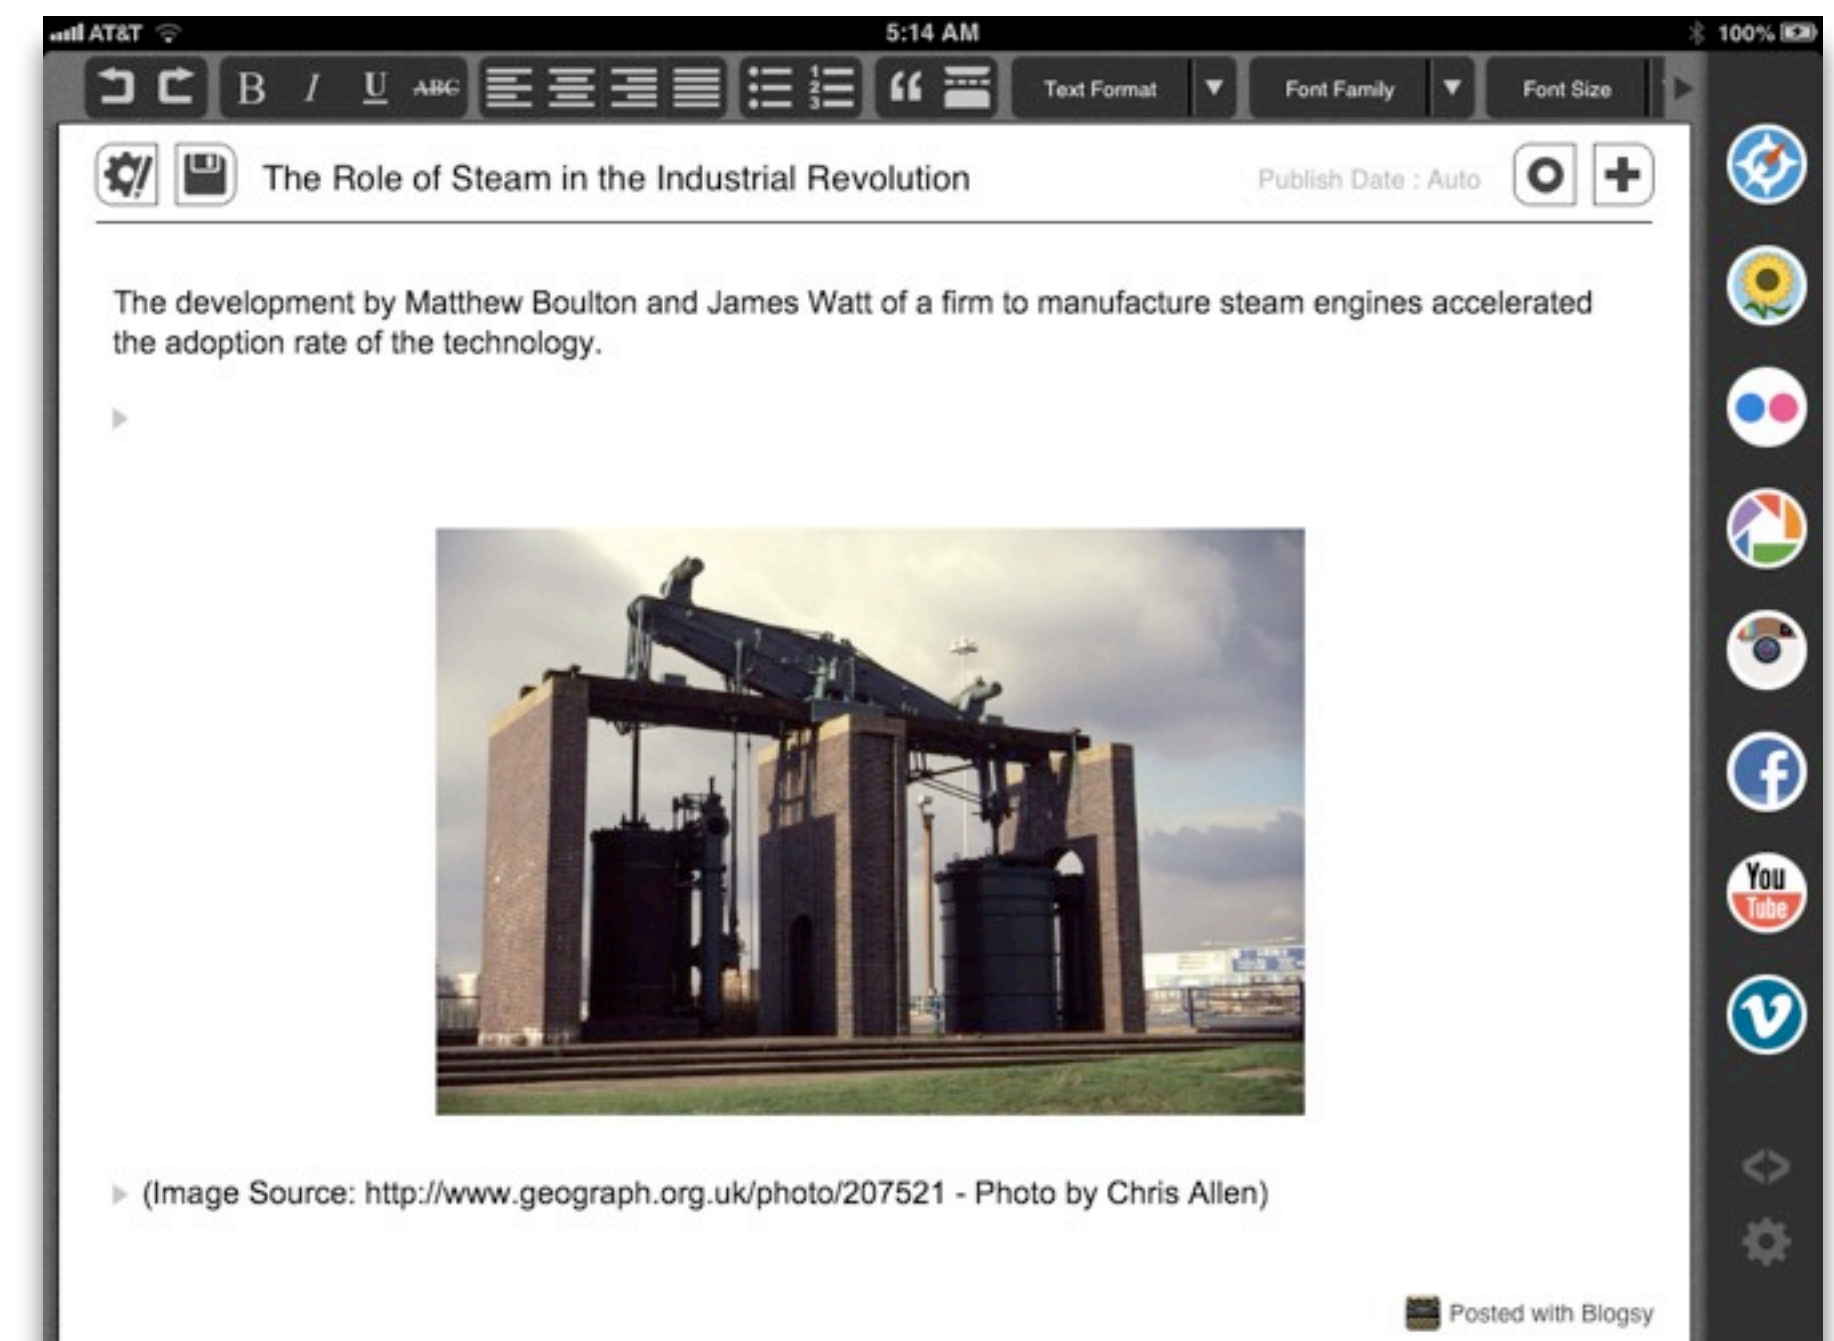 AT&T 5:14 AM 100%
B I U ABC Text Format Font Family Font Size
The Role of Steam in the Industrial Revolution Publish Date : Auto
The development by Matthew Boulton and James Watt of a firm to manufacture steam engines accelerated
the adoption rate of the technology.
You
Tube
(Image Source: http://www.geograph.org.uk/photo/207521 - Photo by Chris Allen)
Posted with Blogsy